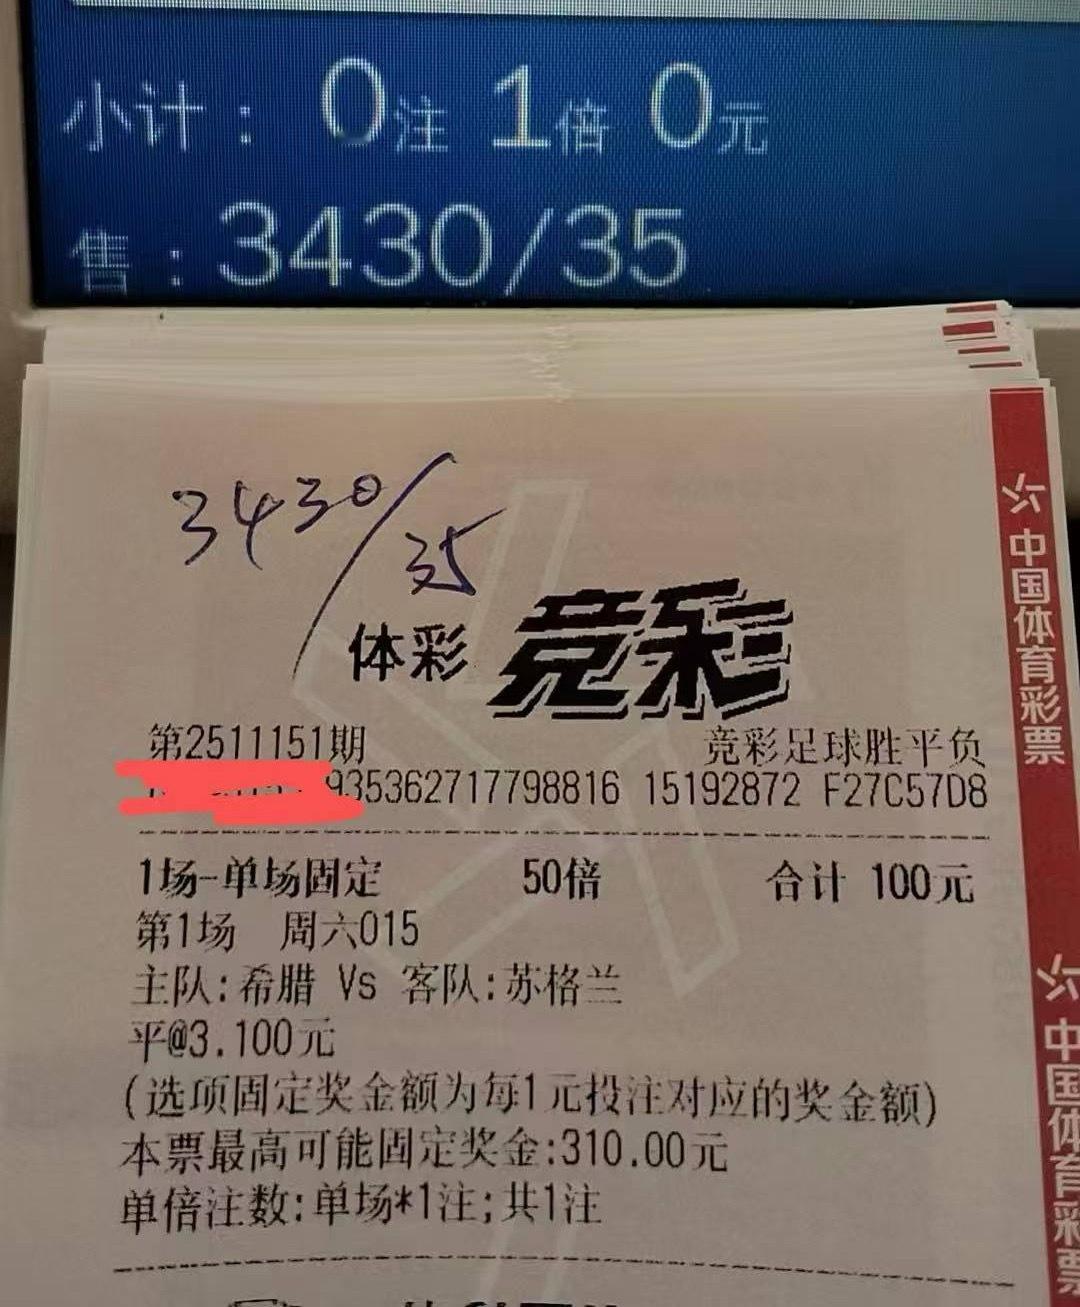 小计： 0注 1倍 0元
售：3430/35
3430/35
体彩 竞彩
第2511151期 竞彩足球胜平负
935362717798816 15192872 F27C57D8
1场-单场固定 50倍 合计 100元
第1场 周六015
主队:希腊 Vs 客队:苏格兰
平@3.100元
(选项固定奖金额为每1元投注对应的奖金额)
本票最高可能固定奖金:310.00元
单倍注数:单场*1注;共1注
中国体育彩票
中国体育彩票